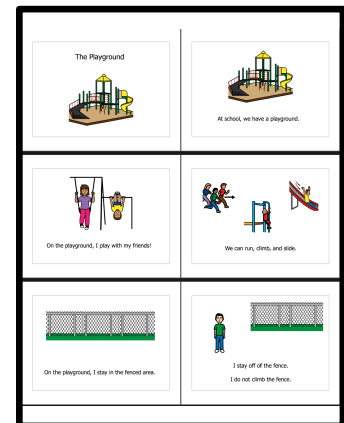 The Playground
At school, we have a playground.
On the playground, I play with my friends!
We can run, climb, and slide.
On the playground, I stay in the fenced area.
I stay off of the fence.
I do not climb the fence.